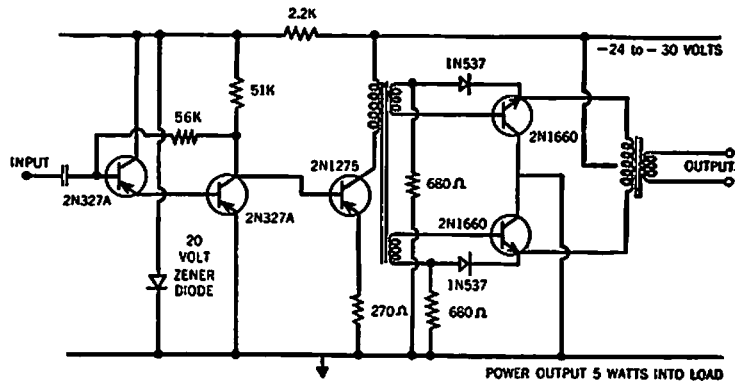 2.2K
-24 to -30 VOLTS
1N537
51K
56K
2N1660
INPUT
2N1275
OUTPUT
680Ω
2N327A
2N327A
2N1660
20
VOLT
ZENER
DIODE
1N537
270Ω
680Ω
POWER OUTPUT 5 WATTS INTO LOAD